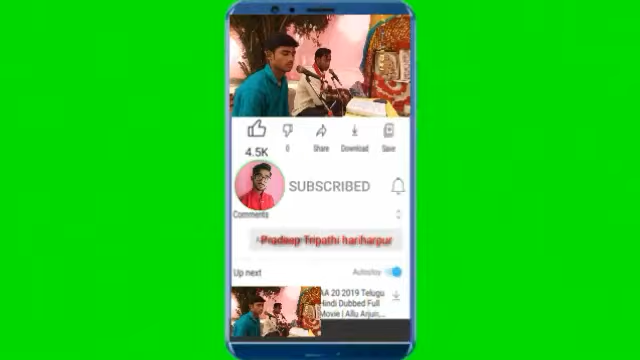 4.5K
0
Share
Download
Save
SUBSCRIBED
Comments
Pradeep Tripathi hariharpur
Up next
Autoplay
AA 20 2019 Telugu
Hindi Dubbed Full
Movie | Allu Arjun,...